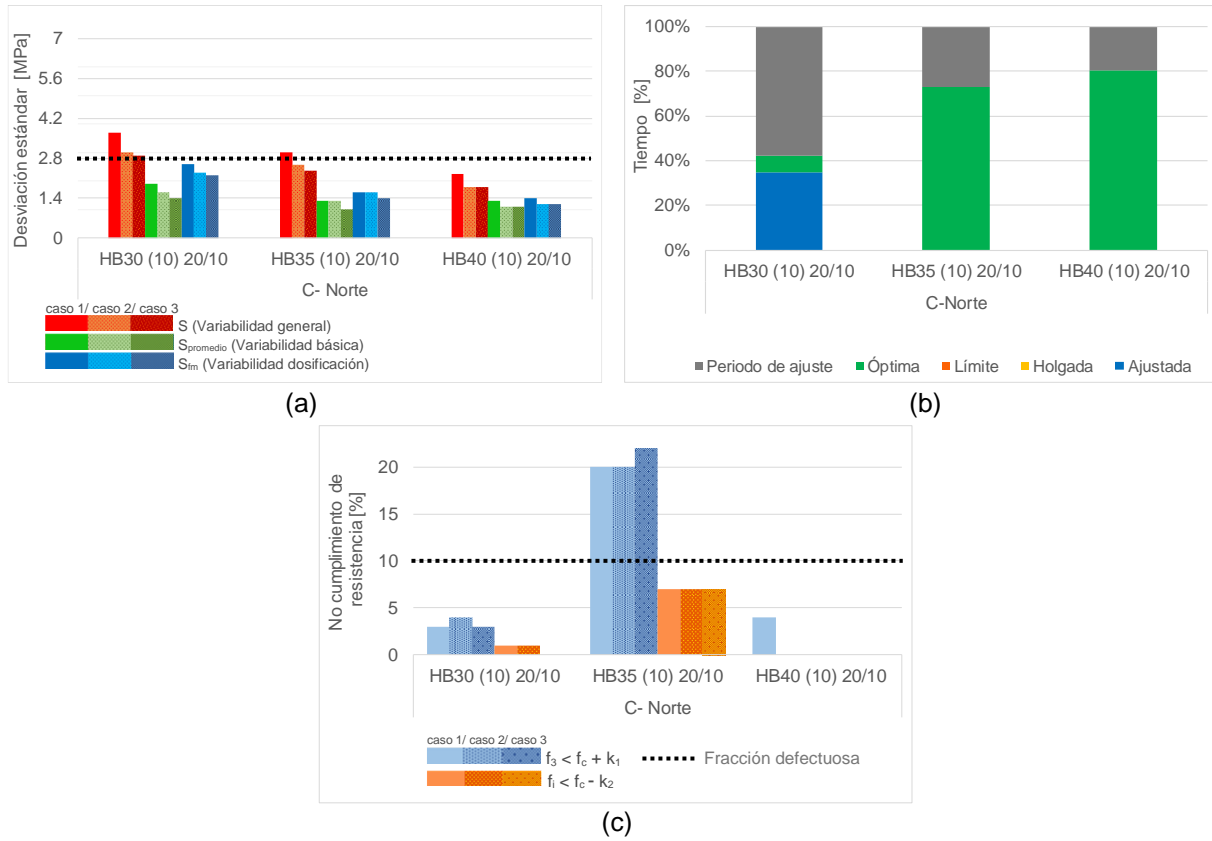 Desviación estándar [MPa]
7
5.6
4.2
2.8
1.4
0
HB30 (10) 20/10
HB35 (10) 20/10
HB40 (10) 20/10
C- Norte
caso 1/ caso 2/ caso 3
S (Variabilidad general)
Spromedio (Variabilidad básica)
Sfm (Variabilidad dosificación)
(a)
Tiempo [%]
100%
80%
60%
40%
20%
0%
HB30 (10) 20/10
HB35 (10) 20/10
HB40 (10) 20/10
C-Norte
Periodo de ajuste
Óptima
Límite
Holgada
Ajustada
(b)
No cumplimiento de
resistencia [%]
20
15
10
5
0
HB30 (10) 20/10
HB35 (10) 20/10
HB40 (10) 20/10
C- Norte
caso 1/ caso 2/ caso 3
f3 < fc + k1
fi < fc - k2
Fracción defectuosa
(c)